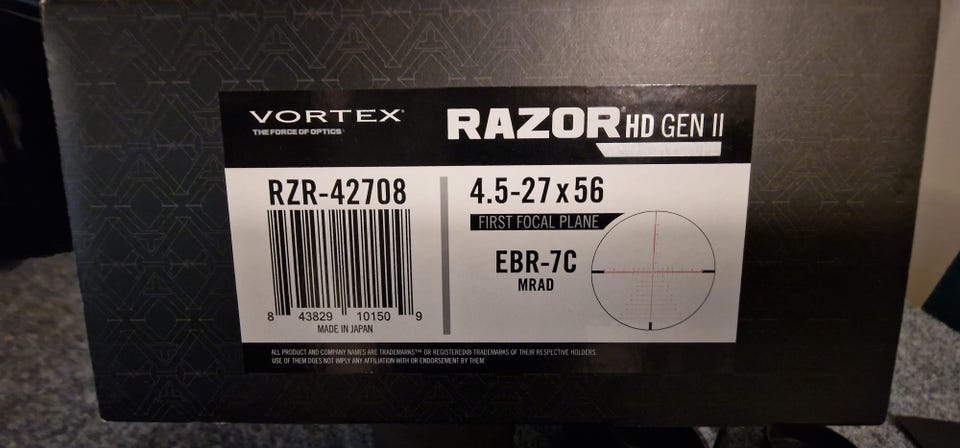 VORTEX®
THE FORCE OF OPTICS®
RAZOR® HD GEN II
RZR-42708
4.5-27 x 56
FIRST FOCAL PLANE
EBR-7C
MRAD
8 43829 10150 9
MADE IN JAPAN
ALL PRODUCT AND COMPANY NAMES ARE TRADEMARKS™ OR REGISTERED® TRADEMARKS OF THEIR RESPECTIVE HOLDERS.
USE OF THEM DOES NOT IMPLY ANY AFFILIATION WITH OR ENDORSEMENT BY THEM.